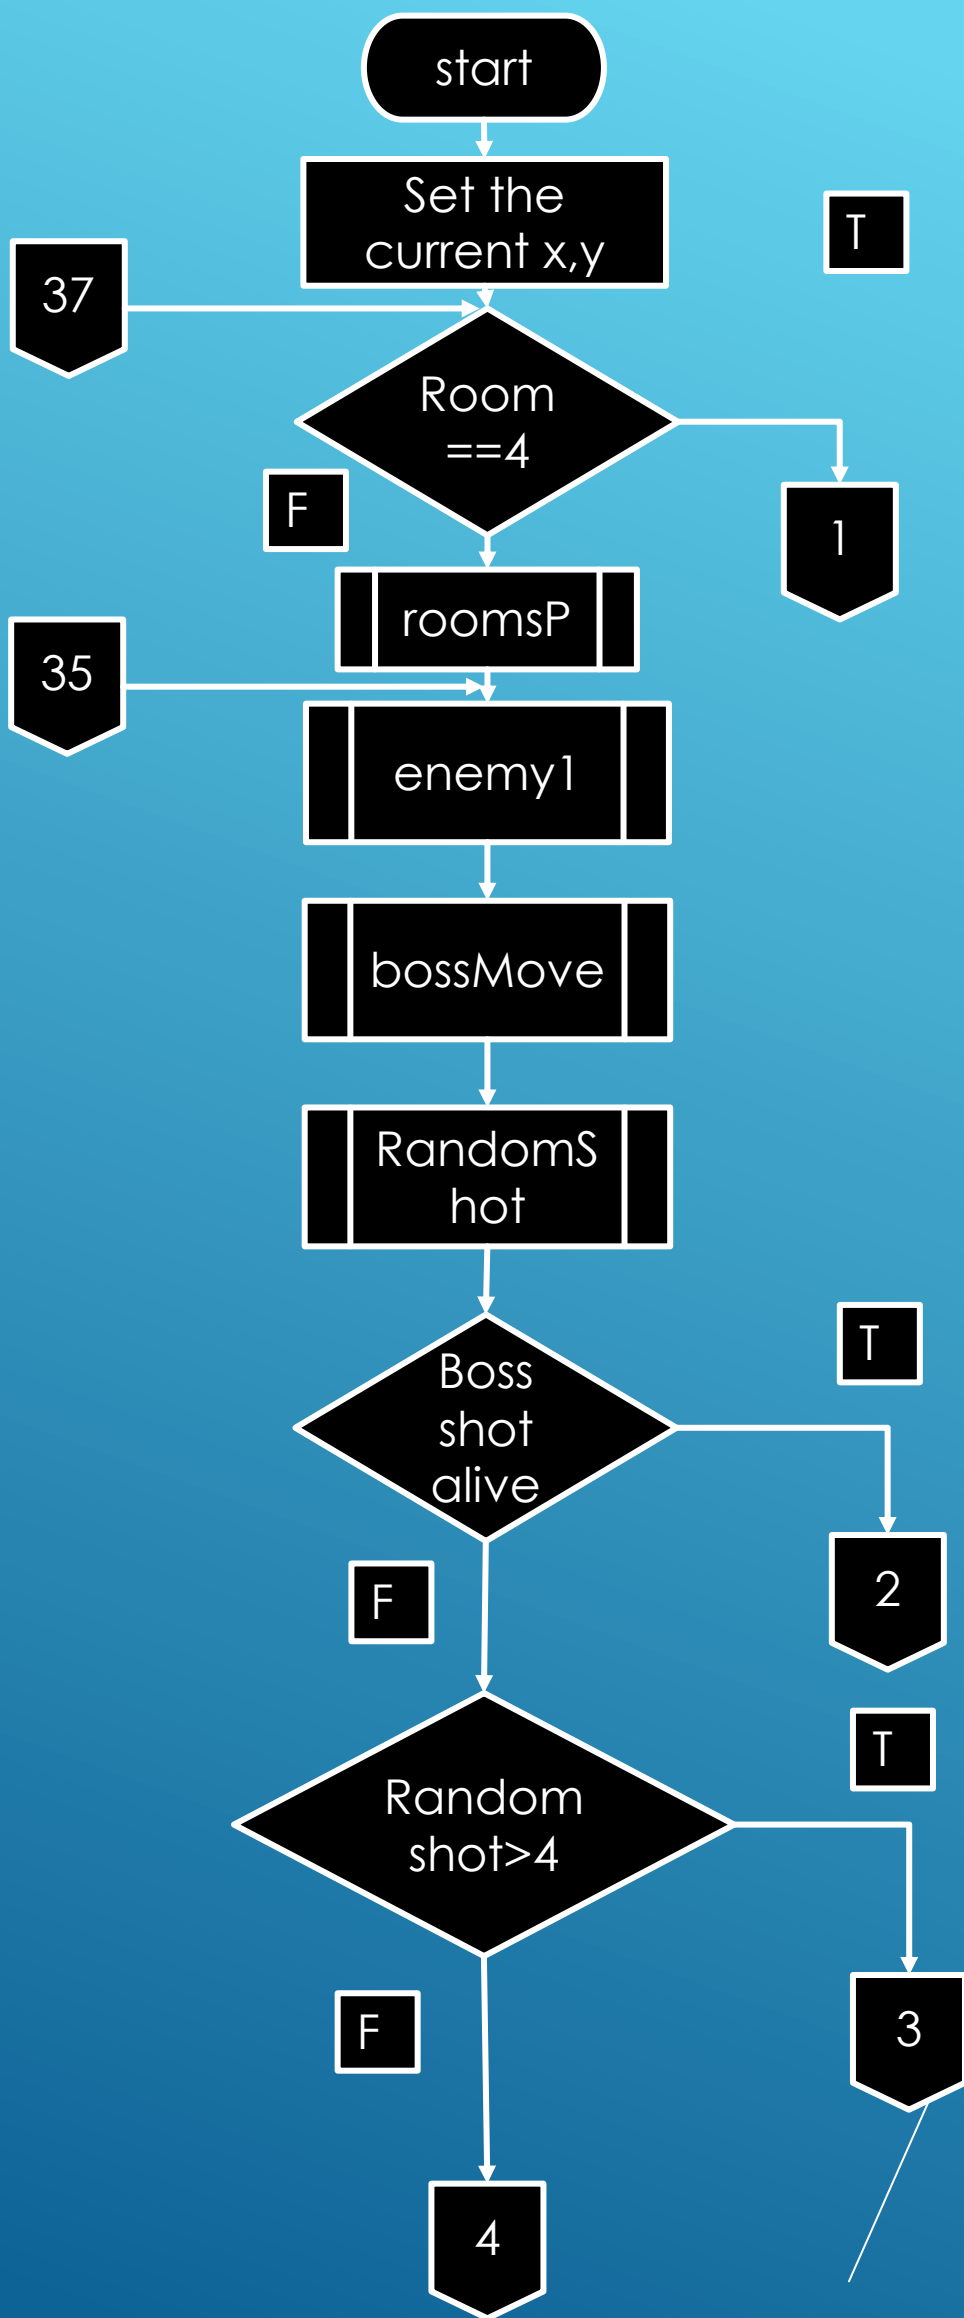 start
Set the
current x,y
T
37
Room
==4
F
1
roomsP
35
enemy1
bossMove
RandomS
hot
T
Boss
shot
alive
F
2
T
Random
shot>4
F
3
4